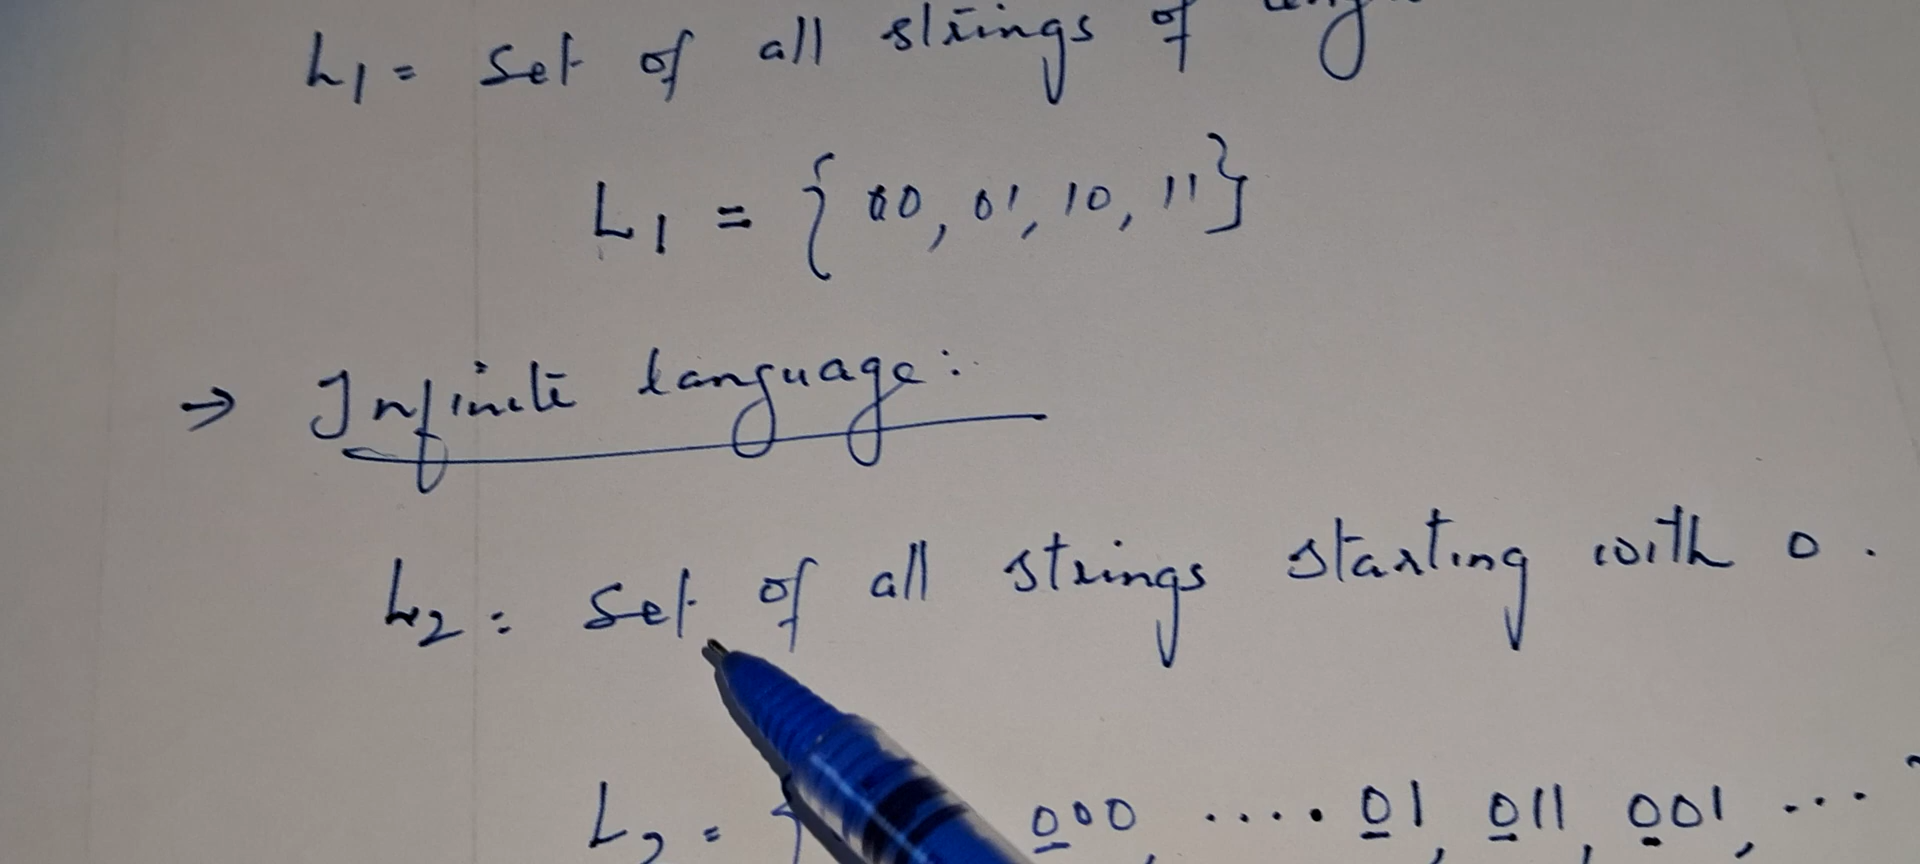 L1 = Set of all strings of
L1 = { 00, 01, 10, 11 }
→ Infinite language:
L2 = Set of all strings starting with 0.
L2 = { 000, .... 01, 011, 001, ...